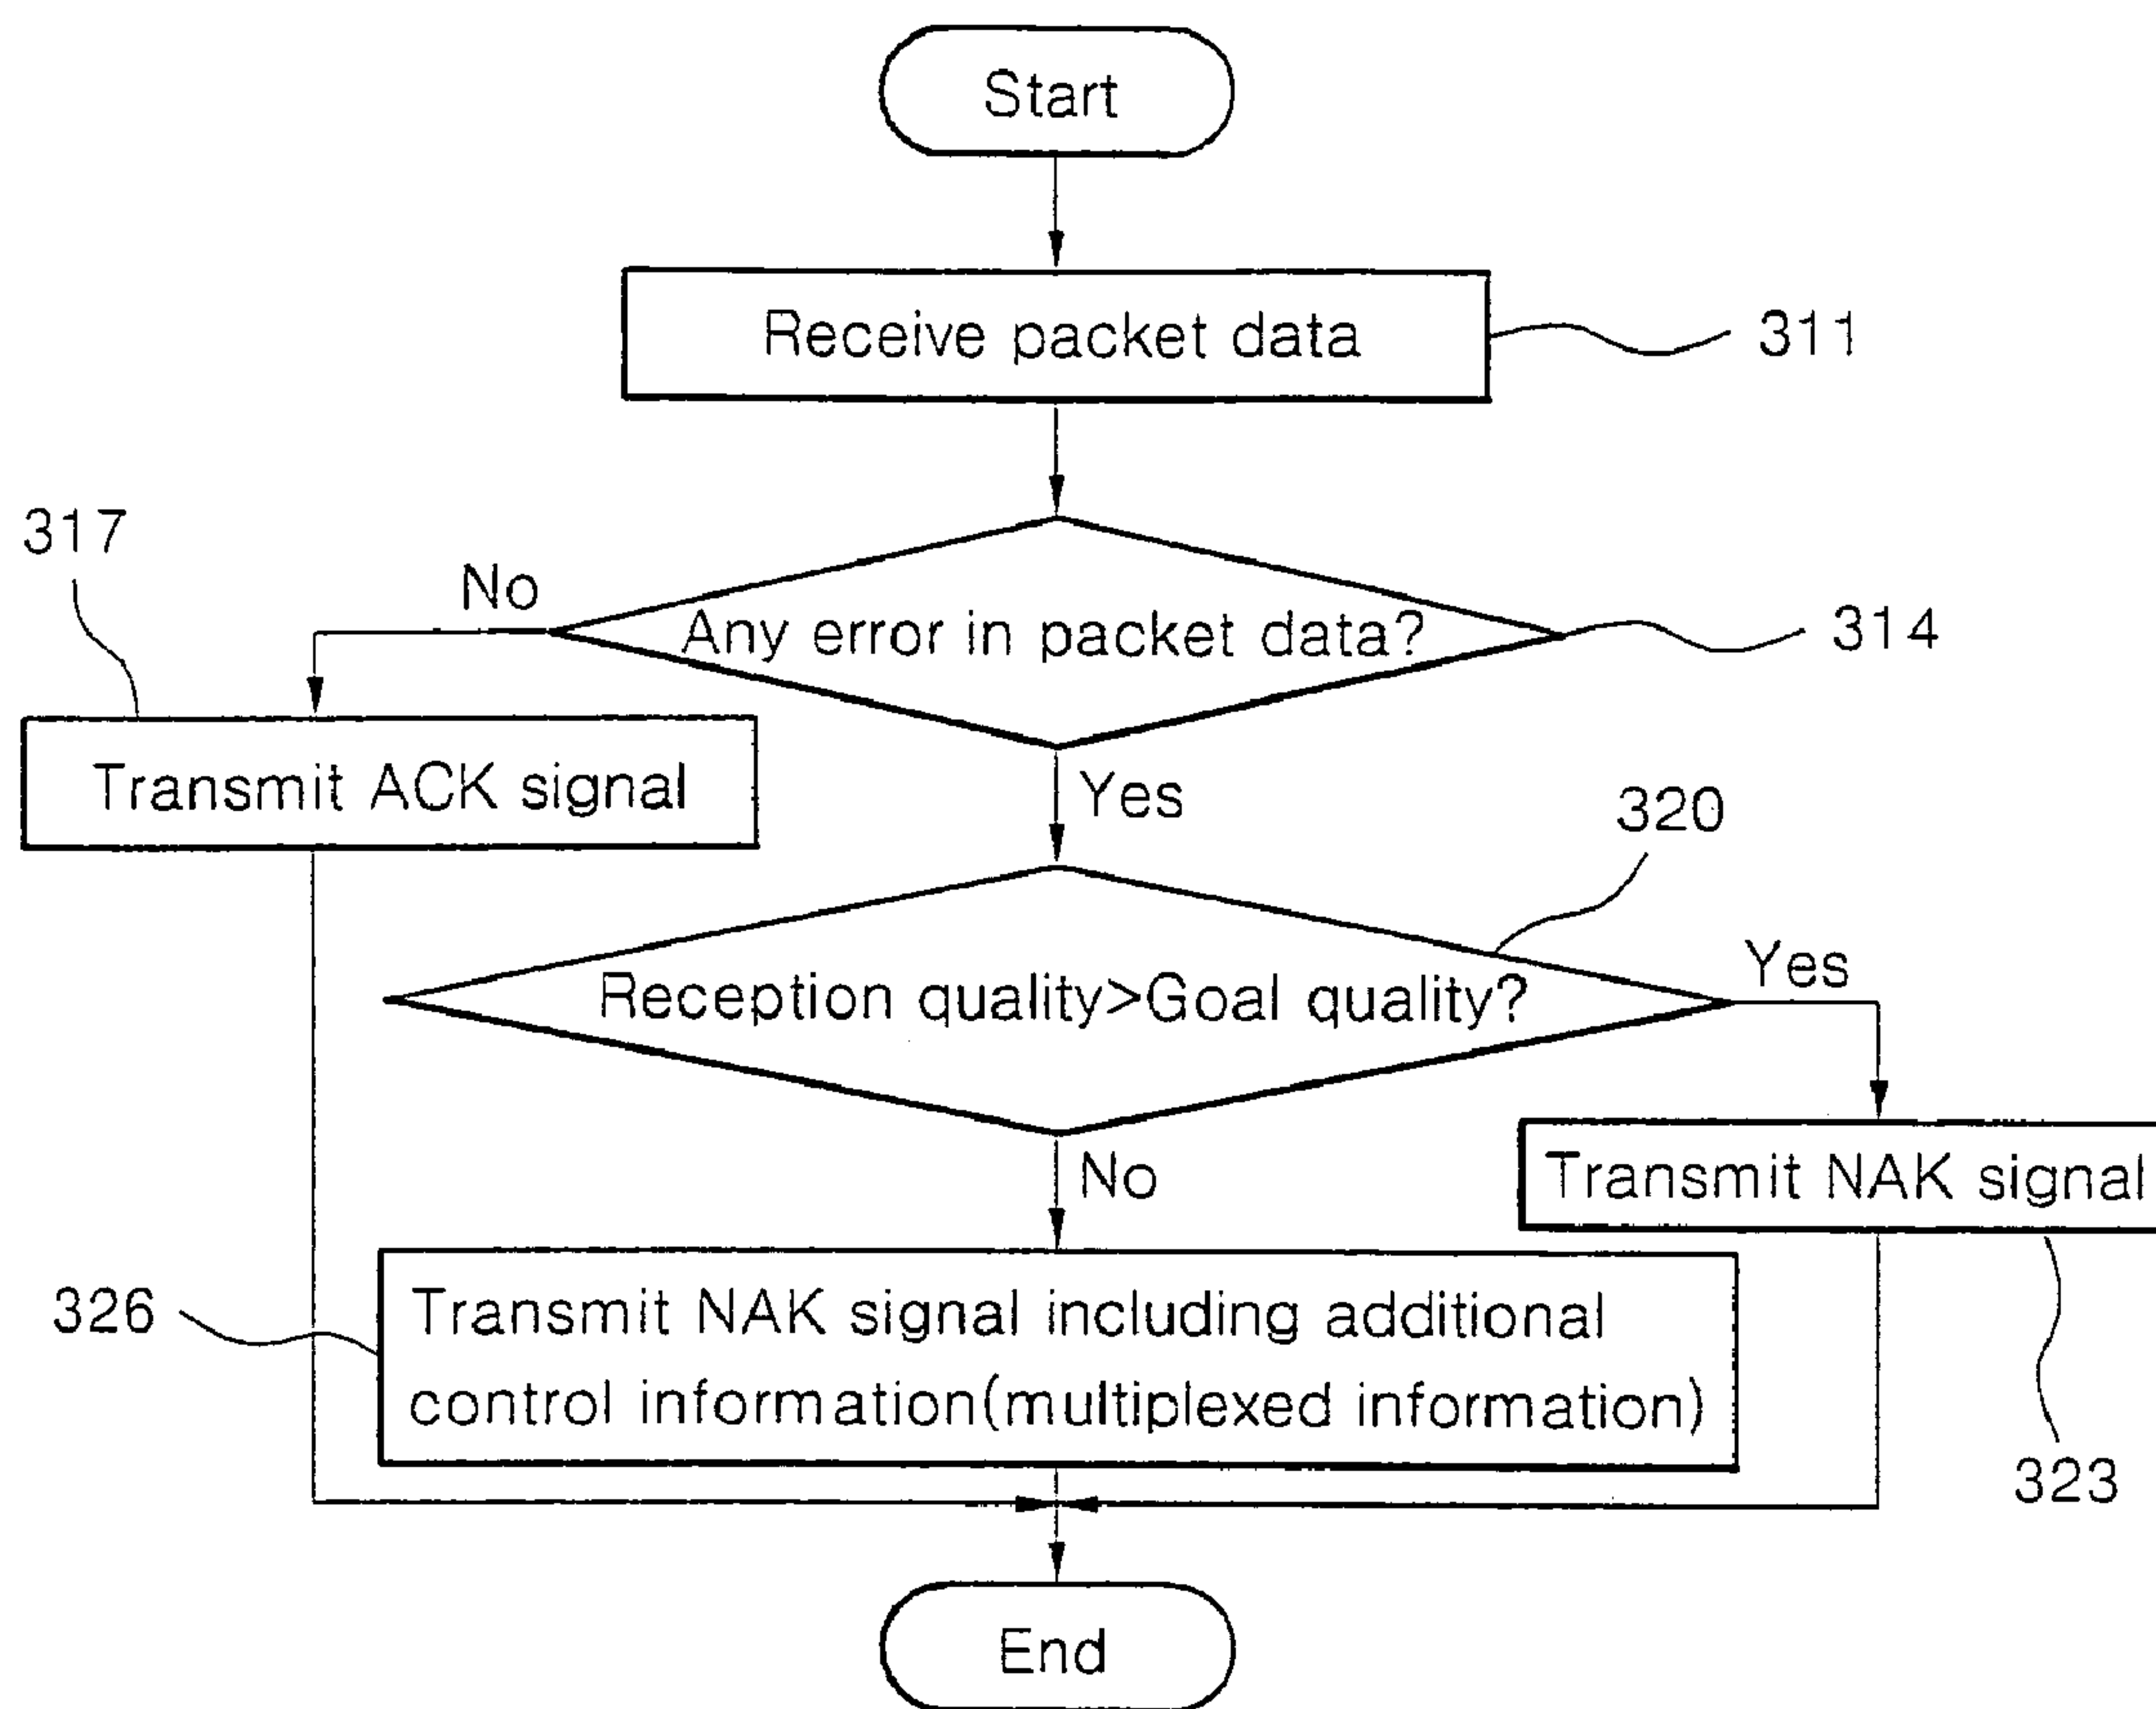 Start
Receive packet data
311
317
No
Any error in packet data?
314
Transmit ACK signal
Yes
320
Reception quality>Goal quality?
Yes
No
Transmit NAK signal
326
Transmit NAK signal including additional
control information(multiplexed information)
323
End